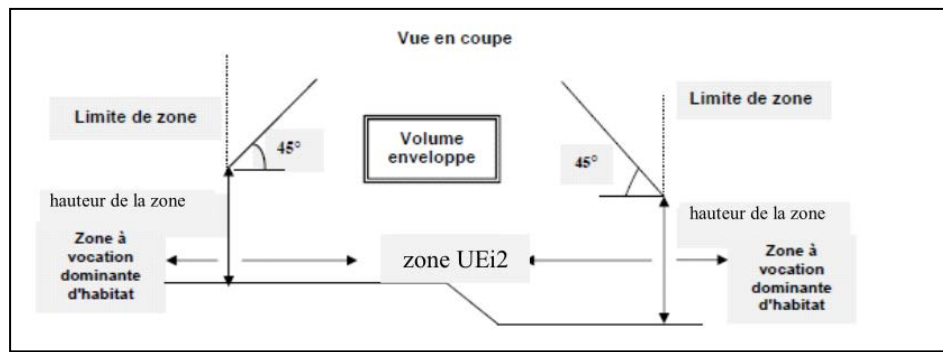 Vue en coupe
Limite de zone
Limite de zone
45°
Volume
enveloppe
45°
hauteur de la zone
hauteur de la zone
Zone à
vocation
dominante
d'habitat
zone UEi2
Zone à
vocation
dominante
d'habitat